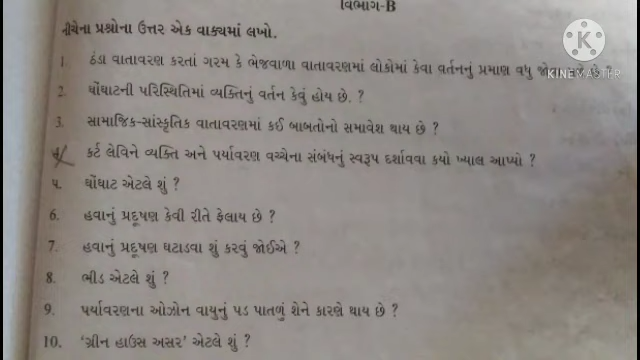 વિભાગ-B
નીચેના પ્રશ્નોના ઉત્તર એક વાક્યમાં લખો.
1. ઠંડા વાતાવરણ કરતાં ગરમ કે ભેજવાળા વાતાવરણમાં લોકોમાં કેવા વર્તનનું પ્રમાણ વધુ જોવા છે ?
2. ઘોંઘાટની પરિસ્થિતિમાં વ્યક્તિનું વર્તન કેવું હોય છે. ?
3. સામાજિક-સાંસ્કૃતિક વાતાવરણમાં કઈ બાબતોનો સમાવેશ થાય છે ?
4. કર્ટ લેવિને વ્યક્તિ અને પર્યાવરણ વચ્ચેના સંબંધનું સ્વરૂપ દર્શાવવા કયો ખ્યાલ આપ્યો ?
૫. ઘોંઘાટ એટલે શું ?
6. હવાનું પ્રદૂષણ કેવી રીતે ફેલાય છે ?
7. હવાનું પ્રદૂષણ ઘટાડવા શું કરવું જોઈએ ?
8. ભીડ એટલે શું ?
9. પર્યાવરણના ઓઝોન વાયુનું પડ પાતળું શેને કારણે થાય છે ?
10. 'ગ્રીન હાઉસ અસર' એટલે શું ?
KINEMASTER